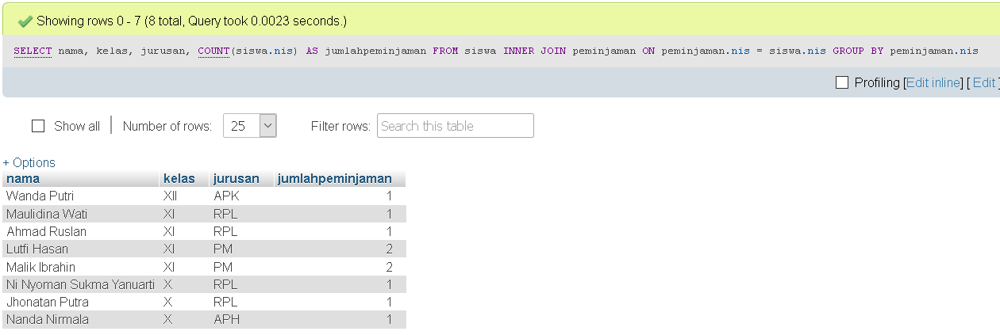 Showing rows 0 - 7 (8 total, Query took 0.0023 seconds.)
SELECT nama, kelas, jurusan, COUNT(siswa.nis) AS jumlahpeminjaman FROM siswa INNER JOIN peminjaman ON peminjaman.nis = siswa.nis GROUP BY peminjaman.nis
Profiling [Edit inline] [ Edit ]
Show all Number of rows: 25 Filter rows: Search this table
+ Options
nama kelas jurusan jumlahpeminjaman
Wanda Putri XII APK 1
Maulidina Wati XI RPL 1
Ahmad Ruslan XI RPL 1
Lutfi Hasan XI PM 2
Malik Ibrahin XI PM 2
Ni Nyoman Sukma Yanuarti X RPL 1
Jhonatan Putra X RPL 1
Nanda Nirmala X APH 1